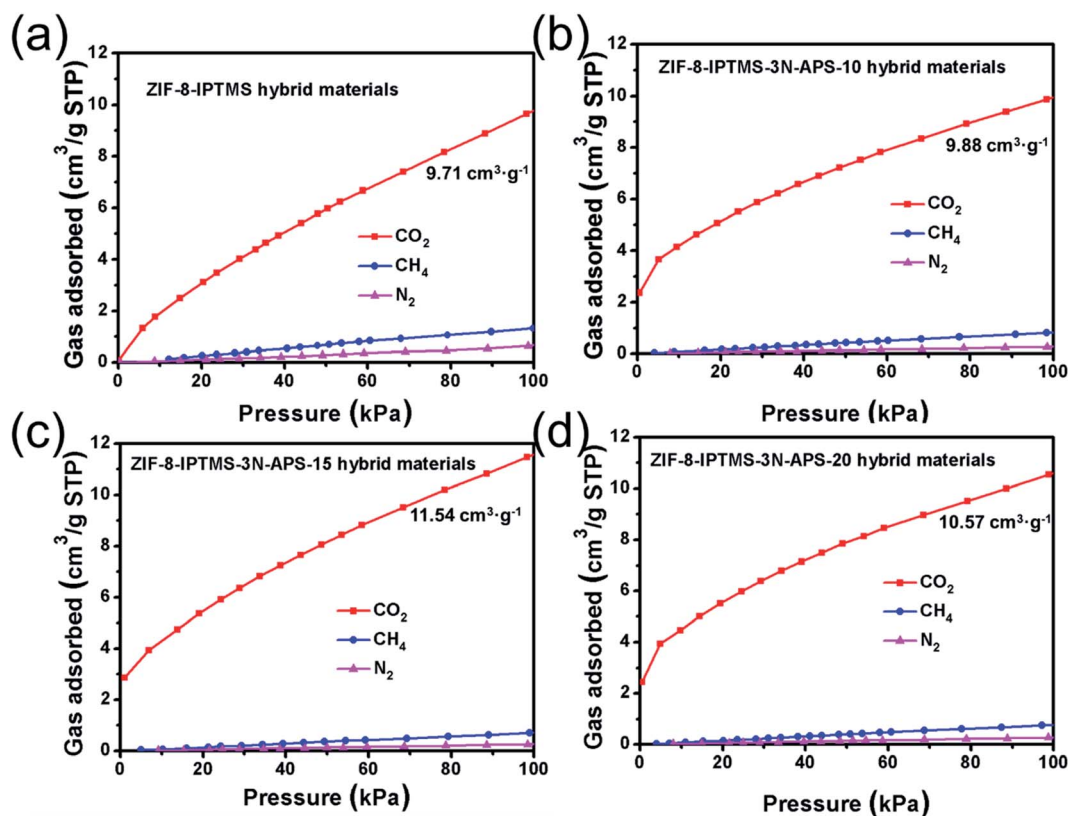 (a)
Gas adsorbed (cm³/g STP)
12
10
8
6
4
2
0
ZIF-8-IPTMS hybrid materials
9.71 cm³·g⁻¹
CO₂
CH₄
N₂
0 20 40 60 80 100
Pressure (kPa)
(b)
Gas adsorbed (cm³/g STP)
12
10
8
6
4
2
0
ZIF-8-IPTMS-3N-APS-10 hybrid materials
9.88 cm³·g⁻¹
CO₂
CH₄
N₂
0 20 40 60 80 100
Pressure (kPa)
(c)
Gas adsorbed (cm³/g STP)
12
10
8
6
4
2
0
ZIF-8-IPTMS-3N-APS-15 hybrid materials
11.54 cm³·g⁻¹
CO₂
CH₄
N₂
0 20 40 60 80 100
Pressure (kPa)
(d)
Gas adsorbed (cm³/g STP)
12
10
8
6
4
2
0
ZIF-8-IPTMS-3N-APS-20 hybrid materials
10.57 cm³·g⁻¹
CO₂
CH₄
N₂
0 20 40 60 80 100
Pressure (kPa)